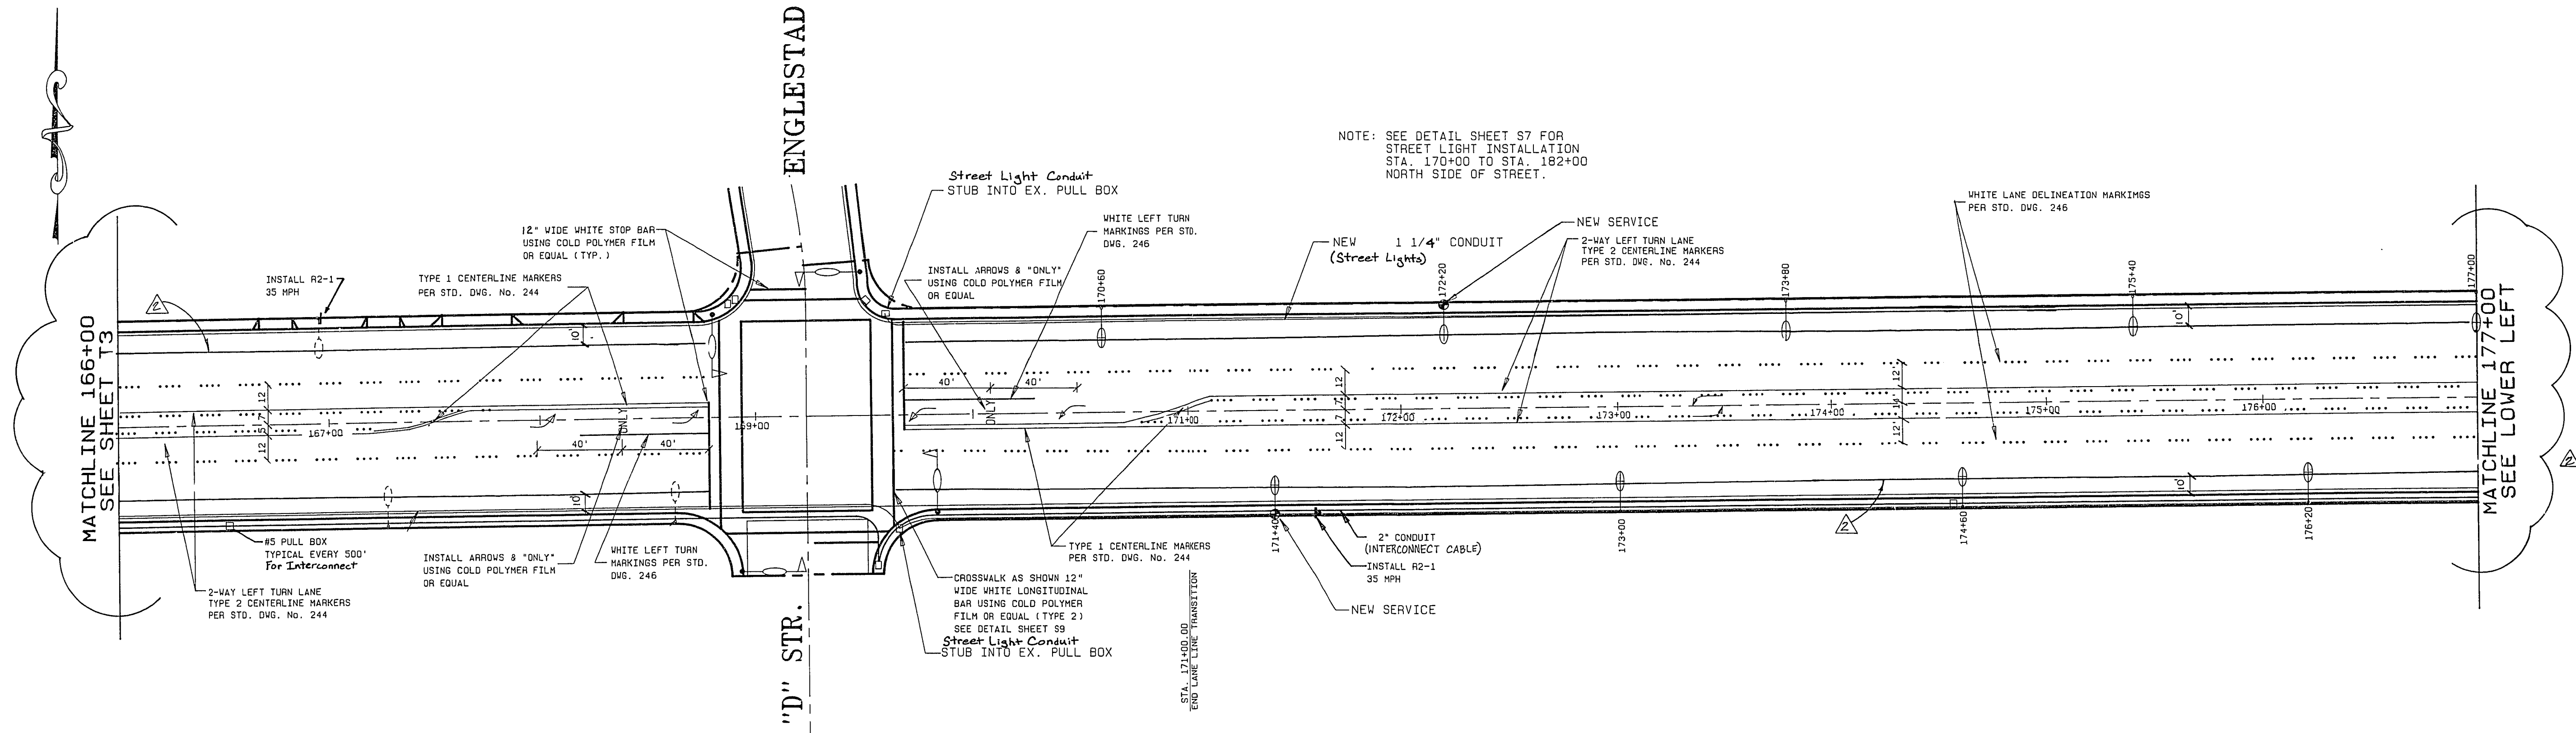 ENGLESTAD
NOTE: SEE DETAIL SHEET S7 FOR
STREET LIGHT INSTALLATION
STA. 170+00 TO STA. 182+00
NORTH SIDE OF STREET.
Street Light Conduit
STUB INTO EX. PULL BOX
WHITE LANE DELINEATION MARKIMGS
PER STD. DWG. 246
12" WIDE WHITE STOP BAR
USING COLD POLYMER FILM
OR EQUAL (TYP.)
WHITE LEFT TURN
MARKINGS PER STD.
DWG. 246
NEW SERVICE
NEW 1 1/4" CONDUIT
(Street Lights)
2-WAY LEFT TURN LANE
TYPE 2 CENTERLINE MARKERS
PER STD. DWG. No. 244
INSTALL R2-1
35 MPH
TYPE 1 CENTERLINE MARKERS
PER STD. DWG. No. 244
INSTALL ARROWS & "ONLY"
USING COLD POLYMER FILM
OR EQUAL
170+60
172+20
173+80
175+40
177+00
2
MATCHLINE 166+00
SEE SHEET T3
MATCHLINE 177+00
SEE LOWER LEFT
10'
10'
12
7
5
12
ONLY
40'
40'
40'
40'
ONLY
12
7
7
12
12'
14'
12'
167+00
169+00
171+00
172+00
173+00
174+00
175+00
176+00
2
10'
10'
2
171+40
173+00
174+60
176+20
#5 PULL BOX
TYPICAL EVERY 500'
For Interconnect
INSTALL ARROWS & "ONLY"
USING COLD POLYMER FILM
OR EQUAL
WHITE LEFT TURN
MARKINGS PER STD.
DWG. 246
TYPE 1 CENTERLINE MARKERS
PER STD. DWG. No. 244
2" CONDUIT
(INTERCONNECT CABLE)
INSTALL R2-1
35 MPH
NEW SERVICE
2-WAY LEFT TURN LANE
TYPE 2 CENTERLINE MARKERS
PER STD. DWG. No. 244
CROSSWALK AS SHOWN 12"
WIDE WHITE LONGITUDINAL
BAR USING COLD POLYMER
FILM OR EQUAL (TYPE 2)
SEE DETAIL SHEET S9
Street Light Conduit
STUB INTO EX. PULL BOX
STA. 171+00.00
END LANE LINE TRANSITION
"D" STR.